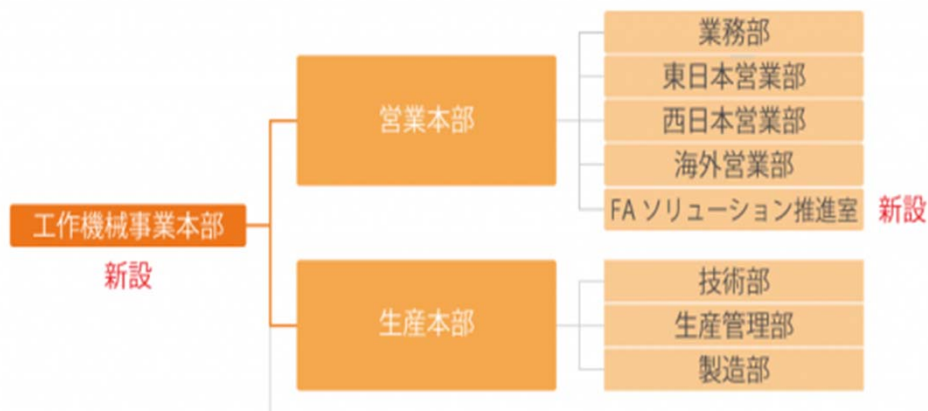 工作機械事業本部
新設
営業本部
業務部
東日本営業部
西日本営業部
海外営業部
FA ソリューション推進室
新設
生産本部
技術部
生産管理部
製造部